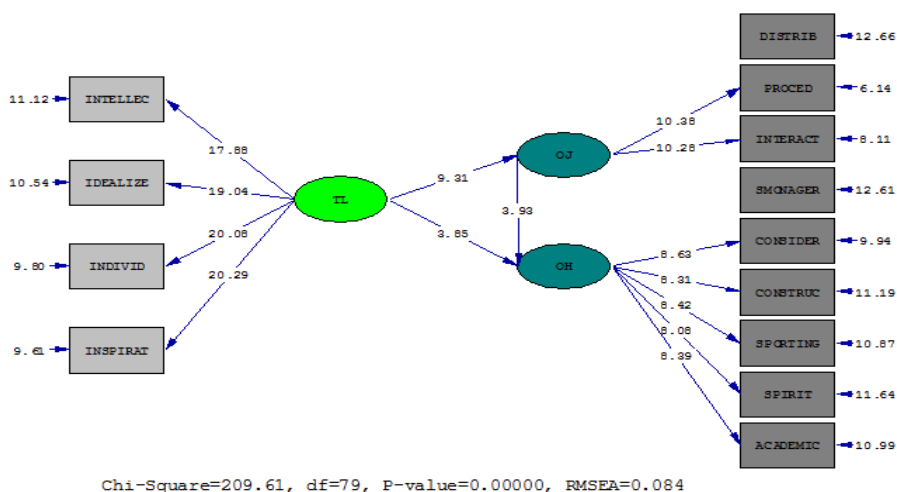 DISTRIB 12.66
PROCED 6.14
11.12 INTELLEC
10.38
INTERACT 8.11
17.88
OJ
10.28
10.54 IDEALIZE
19.04
9.31
SMONAGER 12.61
TL
3.93
20.08
3.85
8.63
CONSIDER 9.94
9.80 INDIVID
OH
8.31
CONSTRUC 11.19
20.29
8.42
8.08
SPORTING 10.87
9.61 INSPIRAT
8.39
SPIRIT 11.64
ACADEMIC 10.99
Chi-Square=209.61, df=79, P-value=0.00000, RMSEA=0.084